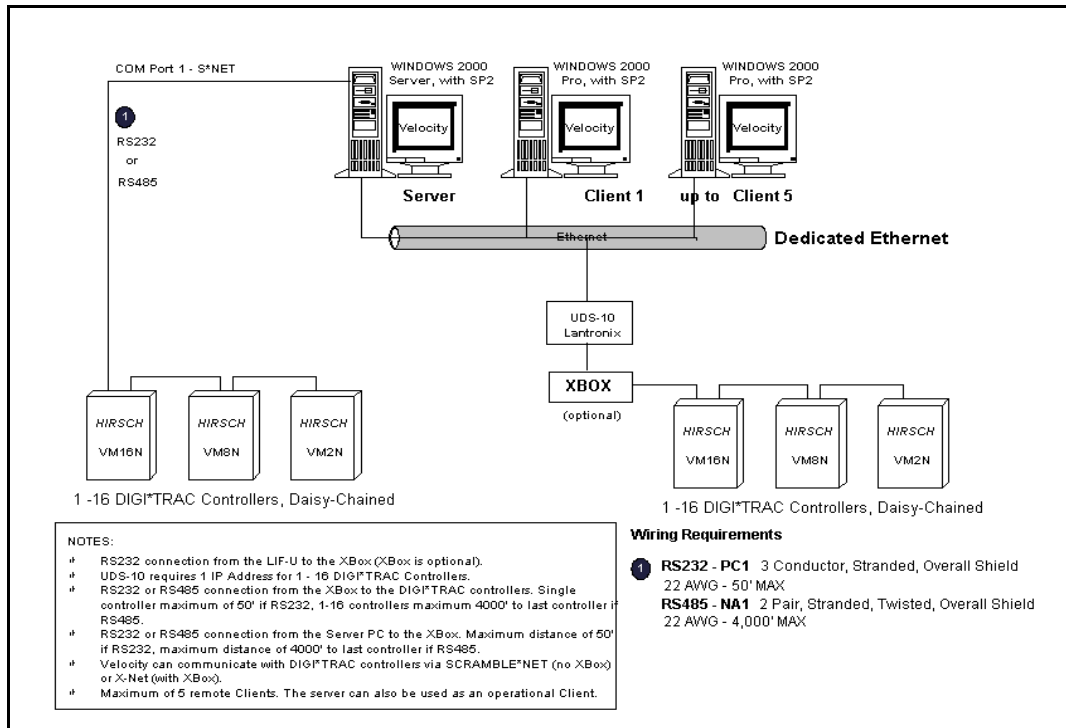 COM Port 1 - S*NET
1
RS232
or
RS485
WINDOWS 2000
Server, with SP2
Velocity
Server
WINDOWS 2000
Pro, with SP2
Velocity
Client 1
WINDOWS 2000
Pro, with SP2
Velocity
up to Client 5
Ethernet
Dedicated Ethernet
UDS-10
Lantronix
XBOX
(optional)
HIRSCH
VM16N
HIRSCH
VM8N
HIRSCH
VM2N
1 -16 DIGI*TRAC Controllers, Daisy-Chained
HIRSCH
VM16N
HIRSCH
VM8N
HIRSCH
VM2N
1 -16 DIGI*TRAC Controllers, Daisy-Chained
NOTES:
RS232 connection from the LIF-U to the XBox (XBox is optional).
UDS-10 requires 1 IP Address for 1 - 16 DIGI*TRAC Controllers.
RS232 or RS485 connection from the XBox to the DIGI*TRAC controllers. Single
controller maximum of 50' if RS232, 1-16 controllers maximum 4000' to last controller if
RS485.
RS232 or RS485 connection from the Server PC to the XBox. Maximum distance of 50'
if RS232, maximum distance of 4000' to last controller if RS485.
Velocity can communicate with DIGI*TRAC controllers via SCRAMBLE*NET (no XBox)
or X-Net (with XBox).
Maximum of 5 remote Clients. The server can also be used as an operational Client.
Wiring Requirements
1 RS232 - PC1 3 Conductor, Stranded, Overall Shield
22 AWG - 50' MAX
RS485 - NA1 2 Pair, Stranded, Twisted, Overall Shield
22 AWG - 4,000' MAX